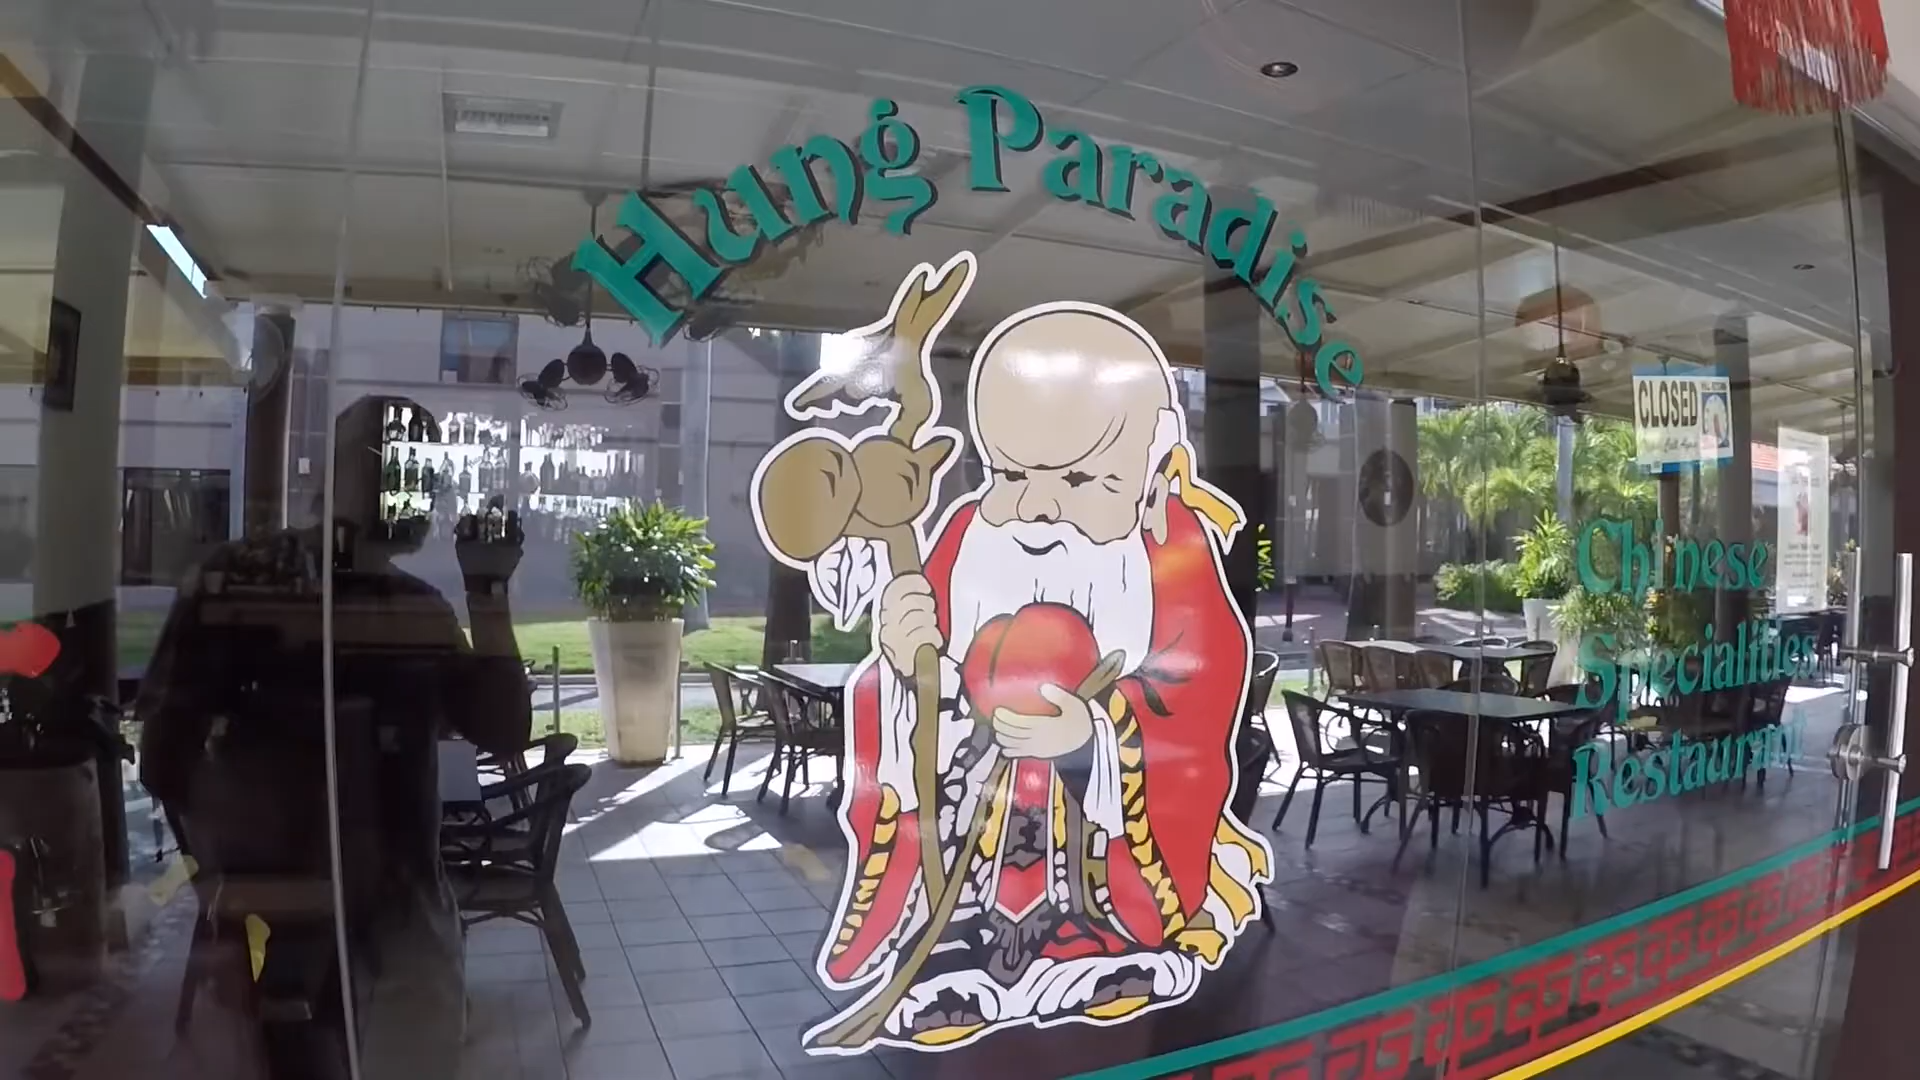 Hung Paradise
CLOSED
Chinese
Specialities
Restaurant